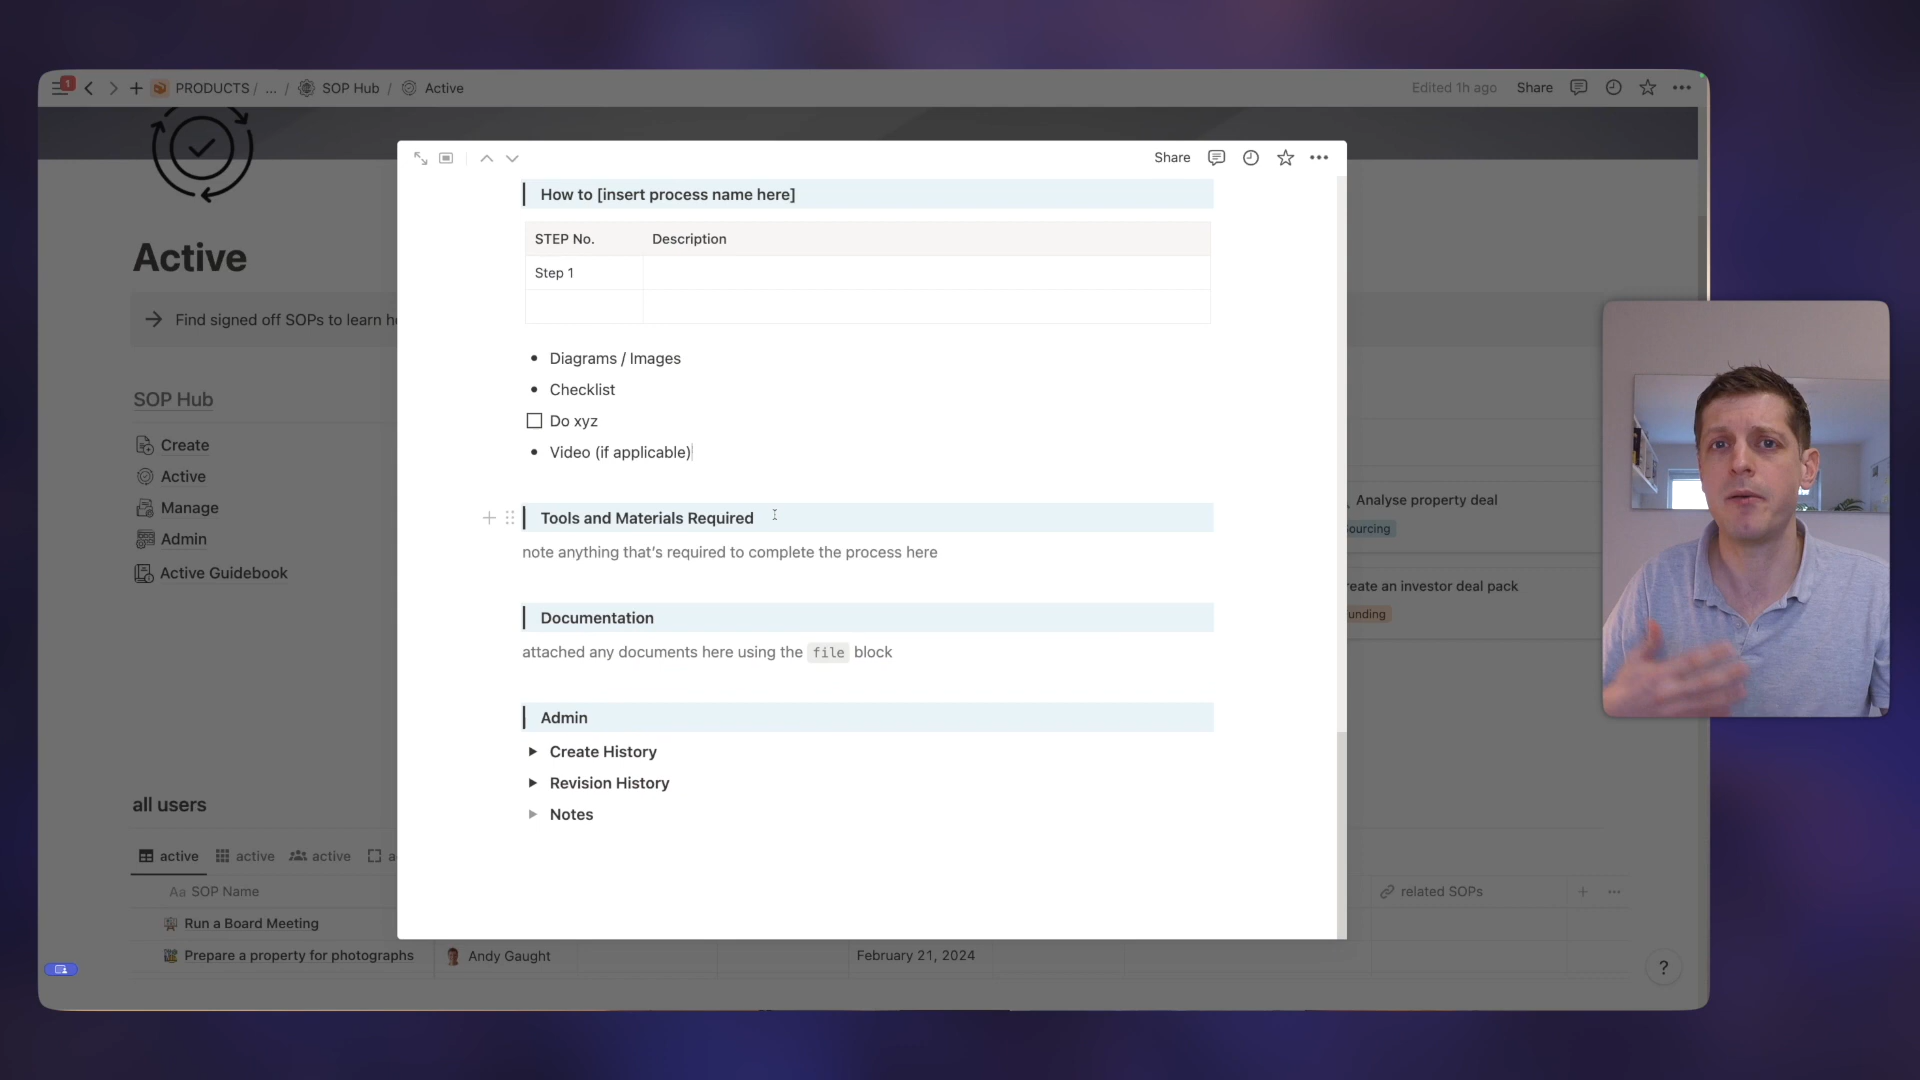 1
PRODUCTS / ... / SOP Hub / Active
Edited 1h ago Share
Share
How to [insert process name here]
STEP No. Description
Step 1
Diagrams / Images
Checklist
Do xyz
Video (if applicable)
Tools and Materials Required
note anything that's required to complete the process here
Documentation
attached any documents here using the file block
Admin
Create History
Revision History
Notes
Active
Find signed off SOPs to learn
SOP Hub
Create
Active
Manage
Admin
Active Guidebook
Analyse property deal
ourcing
reate an investor deal pack
unding
all users
active active active a
Aa SOP Name related SOPs
Run a Board Meeting
Prepare a property for photographs Andy Gaught February 21, 2024
?